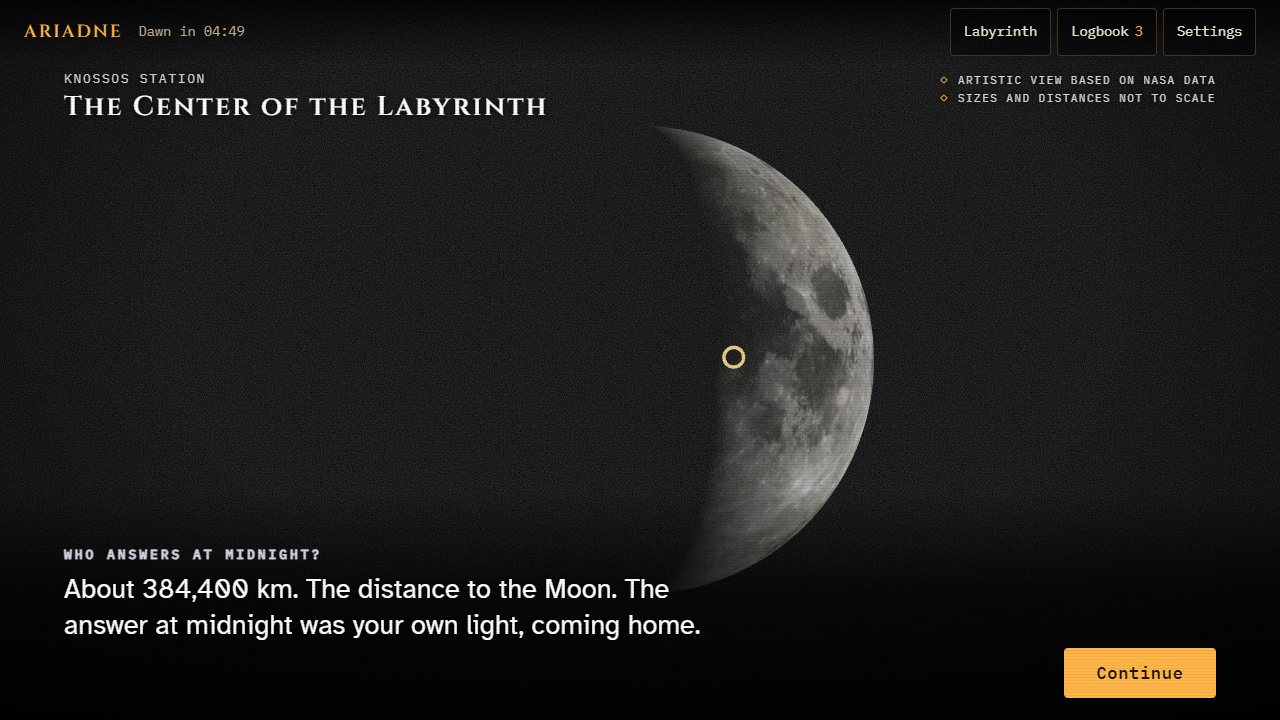 ARIADNE Dawn in 04:49 Labyrinth Logbook 3 Settings
KNOSSOS STATION
The Center of the Labyrinth
◇ ARTISTIC VIEW BASED ON NASA DATA
◇ SIZES AND DISTANCES NOT TO SCALE
WHO ANSWERS AT MIDNIGHT?
About 384,400 km. The distance to the Moon. The
answer at midnight was your own light, coming home.
Continue